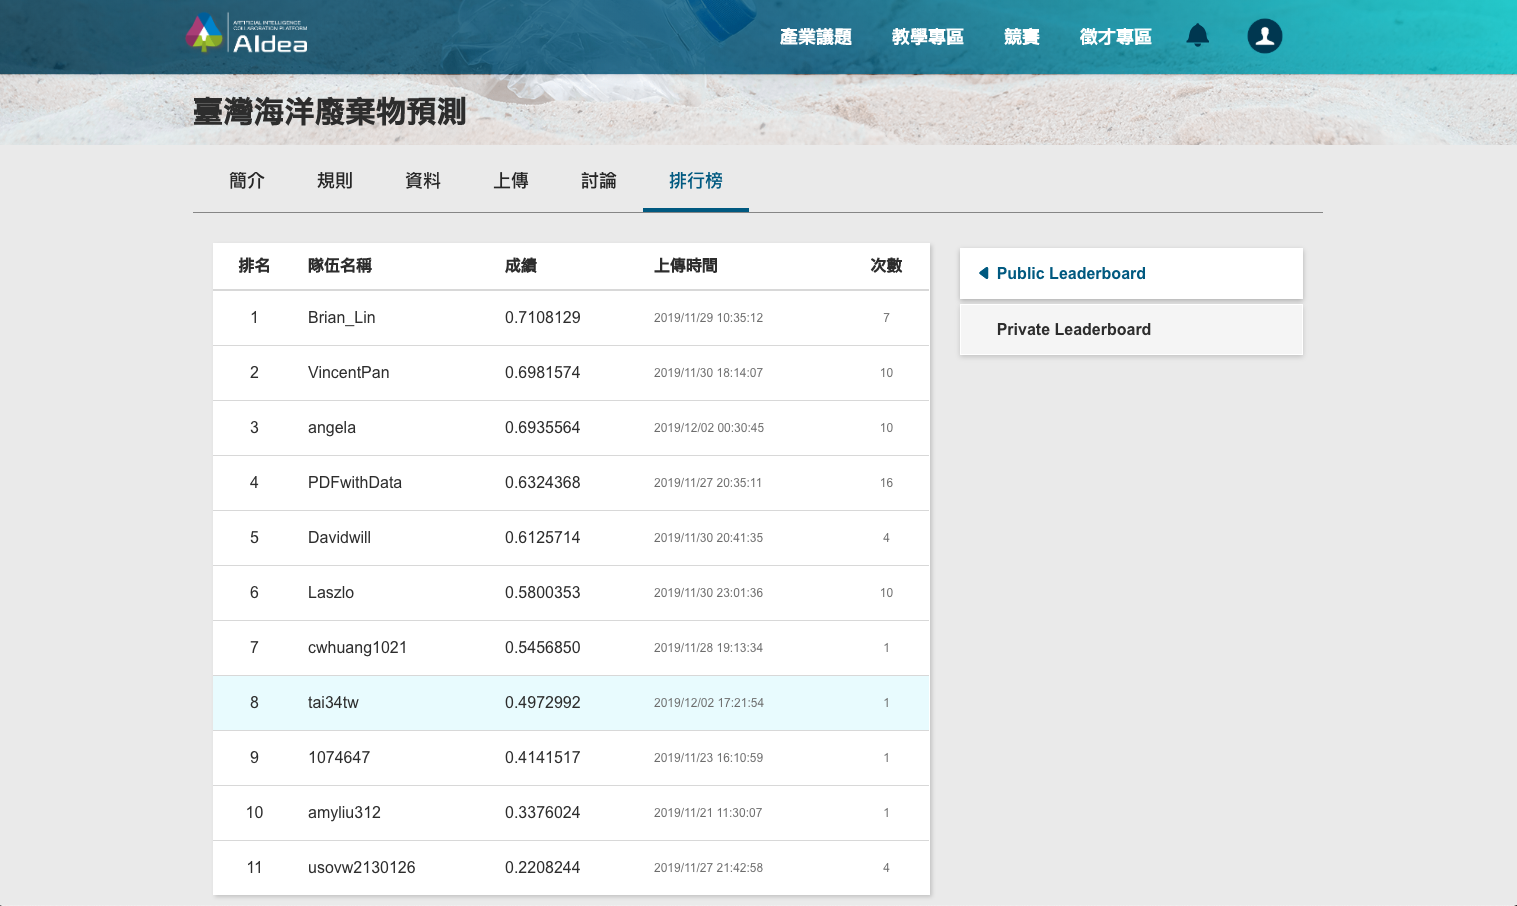 ARTIFICIAL INTELLIGENCE
COLLABORATION PLATFORM
AIdea
產業議題 教學專區 競賽 徵才專區
臺灣海洋廢棄物預測
簡介 規則 資料 上傳 討論 排行榜
排名 隊伍名稱 成績 上傳時間 次數
1 Brian_Lin 0.7108129 2019/11/29 10:35:12 7
2 VincentPan 0.6981574 2019/11/30 18:14:07 10
3 angela 0.6935564 2019/12/02 00:30:45 10
4 PDFwithData 0.6324368 2019/11/27 20:35:11 16
5 Davidwill 0.6125714 2019/11/30 20:41:35 4
6 Laszlo 0.5800353 2019/11/30 23:01:36 10
7 cwhuang1021 0.5456850 2019/11/28 19:13:34 1
8 tai34tw 0.4972992 2019/12/02 17:21:54 1
9 1074647 0.4141517 2019/11/23 16:10:59 1
10 amyliu312 0.3376024 2019/11/21 11:30:07 1
11 usovw2130126 0.2208244 2019/11/27 21:42:58 4
Public Leaderboard
Private Leaderboard